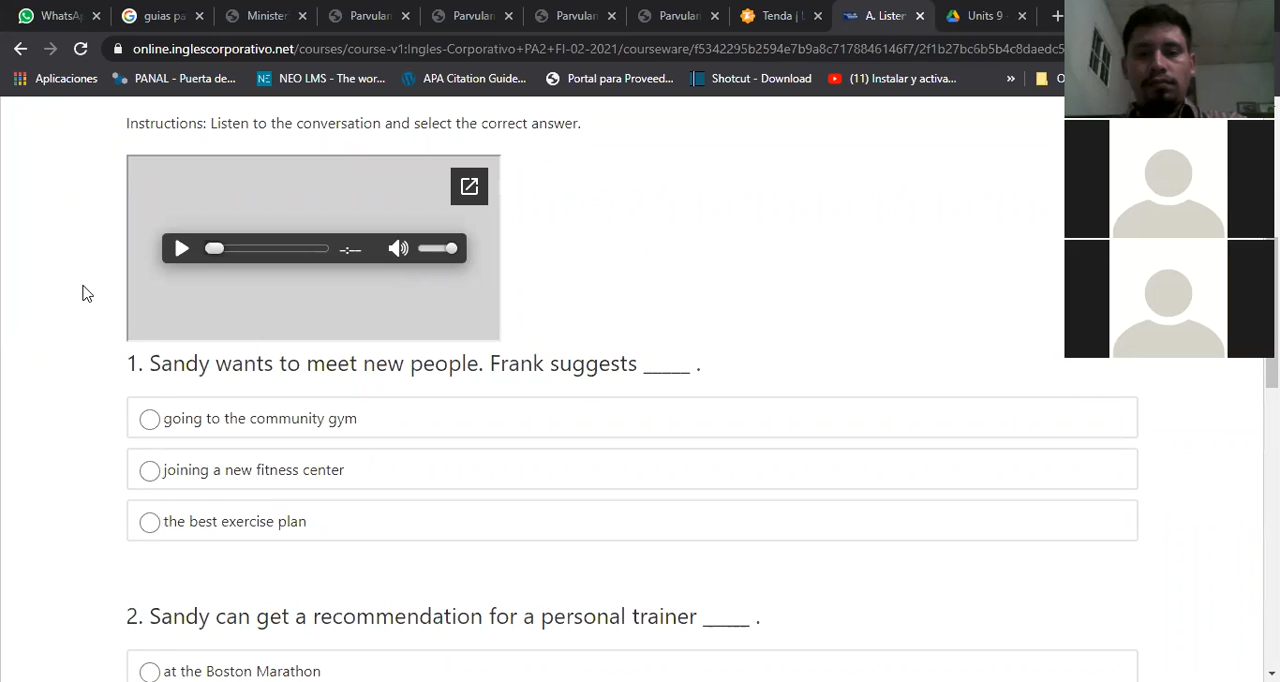 WhatsA
guias pa
Minister
Parvular
Parvular
Parvular
Parvular
Tenda |
A. Lister
Units 9
online.inglescorporativo.net/courses/course-v1:Ingles-Corporativo+PA2+FI-02-2021/courseware/f5342295b2594e7b9a8c7178846146f7/2f1b27bc6b5b4c8daedc5
Aplicaciones
PANAL - Puerta de...
NEO LMS - The wor...
APA Citation Guide...
Portal para Proveed...
Shotcut - Download
(11) Instalar y activa...
»
Instructions: Listen to the conversation and select the correct answer.
-:--
1. Sandy wants to meet new people. Frank suggests _____ .
going to the community gym
joining a new fitness center
the best exercise plan
2. Sandy can get a recommendation for a personal trainer _____ .
at the Boston Marathon